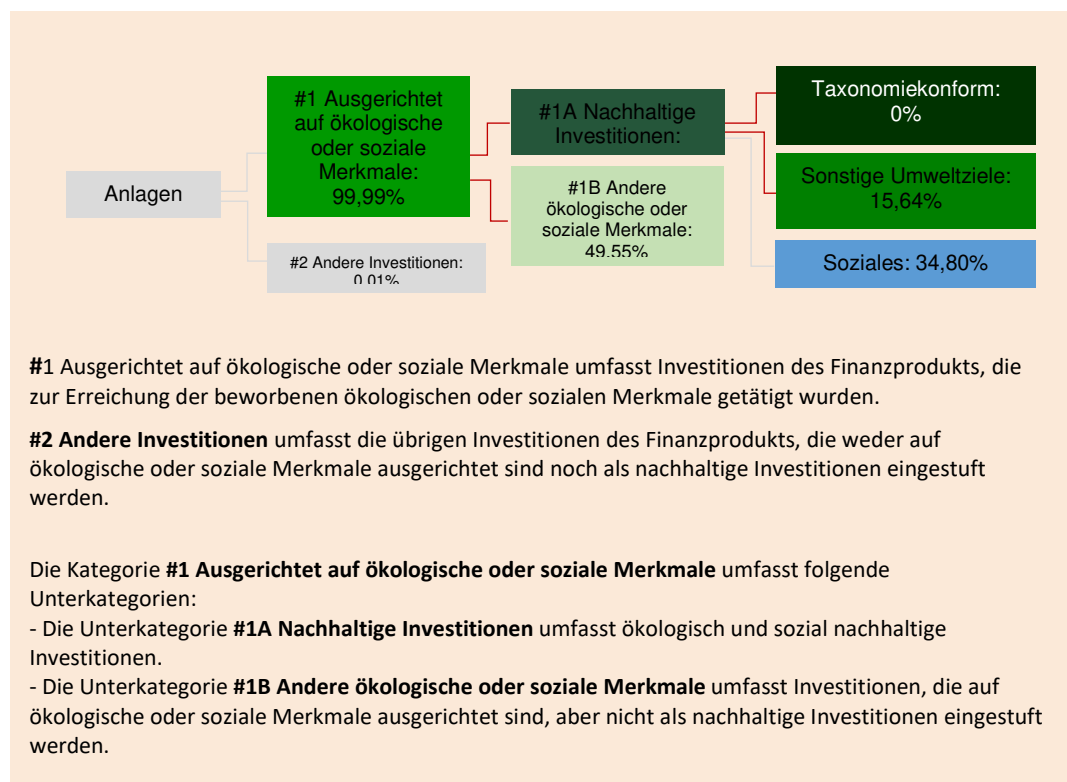 Anlagen
#1 Ausgerichtet
auf ökologische
oder soziale
Merkmale:
99,99%
#2 Andere Investitionen:
0,01%
#1A Nachhaltige
Investitionen:
#1B Andere
ökologische oder
soziale Merkmale:
49,55%
Taxonomiekonform:
0%
Sonstige Umweltziele:
15,64%
Soziales: 34,80%
#1 Ausgerichtet auf ökologische oder soziale Merkmale umfasst Investitionen des Finanzprodukts, die
zur Erreichung der beworbenen ökologischen oder sozialen Merkmale getätigt wurden.
#2 Andere Investitionen umfasst die übrigen Investitionen des Finanzprodukts, die weder auf
ökologische oder soziale Merkmale ausgerichtet sind noch als nachhaltige Investitionen eingestuft
werden.
Die Kategorie #1 Ausgerichtet auf ökologische oder soziale Merkmale umfasst folgende
Unterkategorien:
- Die Unterkategorie #1A Nachhaltige Investitionen umfasst ökologisch und sozial nachhaltige
Investitionen.
- Die Unterkategorie #1B Andere ökologische oder soziale Merkmale umfasst Investitionen, die auf
ökologische oder soziale Merkmale ausgerichtet sind, aber nicht als nachhaltige Investitionen eingestuft
werden.